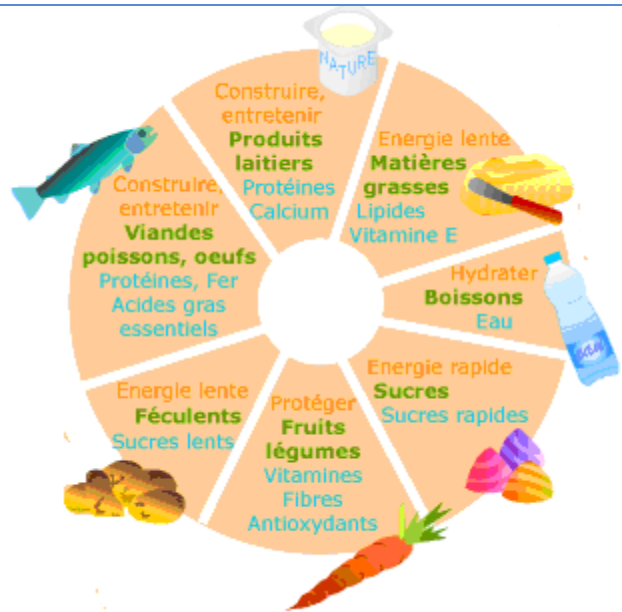 NATURE
Construire,
entretenir
Produits
laitiers
Protéines
Calcium
Energie lente
Matières
grasses
Lipides
Vitamine E
Hydrater
Boissons
Eau
Energie rapide
Sucres
Sucres rapides
Protéger
Fruits
légumes
Vitamines
Fibres
Antioxydants
Energie lente
Féculents
Sucres lents
Construire,
entretenir
Viandes
poissons, oeufs
Protéines, Fer
Acides gras
essentiels